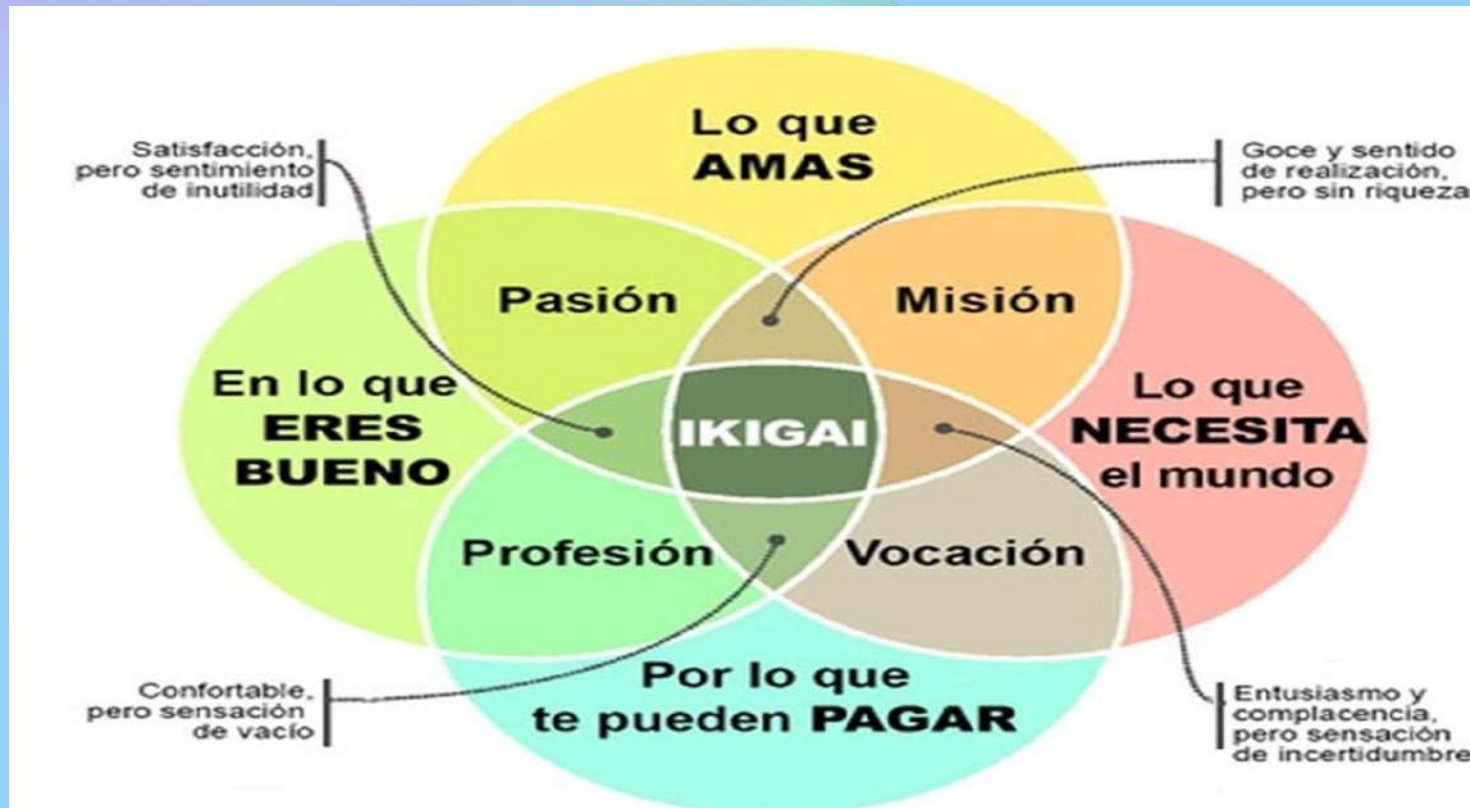 Lo que
AMAS
Satisfacción,
pero sentimiento
de inutilidad
Goce y sentido
de realización,
pero sin riqueza
Pasión
Misión
En lo que
ERES
BUENO
IKIGAI
Lo que
NECESITA
el mundo
Profesión
Vocación
Por lo que
te pueden PAGAR
Confortable,
pero sensación
de vacío
Entusiasmo y
complacencia,
pero sensación
de incertidumbre